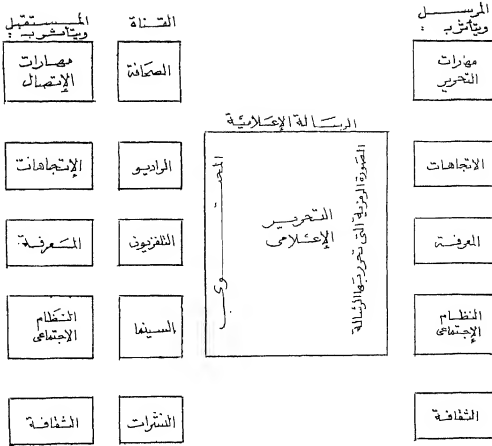 المرسل
ويتأثر بـ :
مهارات
التحرير
الاتجاهات
المعرفة
النظام
الإجتماعى
الثقافة
الرسالة الإعلامية
الصورة الرمزية التى تحرر بها الرسالة
التحرير
الإعلامى
المحتوى
القناة
الصحافة
الراديو
التلفزيون
السينما
النشرات
المستقبل
ويتأثر بـ :
مهارات
الإتصال
الإتجاهات
المعرفة
النظام
الاجتماعى
الثقافة